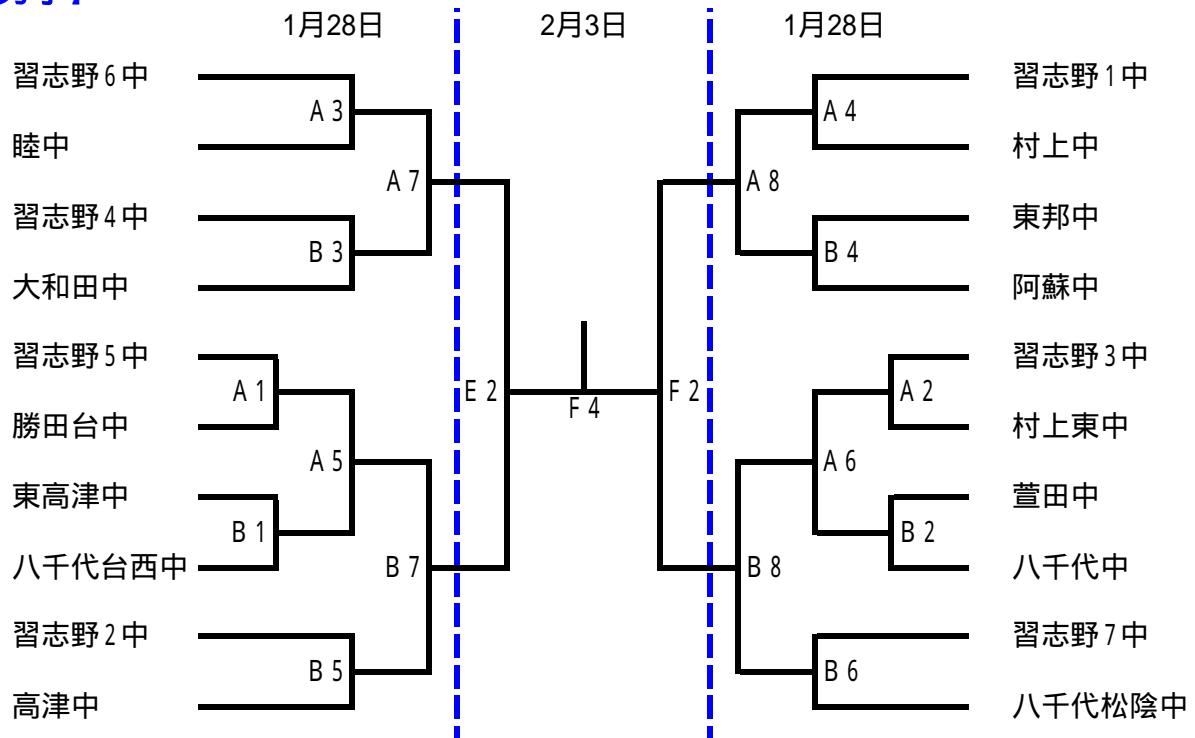 1月28日 2月3日 1月28日
習志野6中 習志野1中
A3 A4
睦中 村上中
A7 A8
習志野4中 東邦中
B3 B4
大和田中 阿蘇中
習志野5中 習志野3中
A1 E2 F4 F2 A2
勝田台中 村上東中
A5 A6
東高津中 萱田中
B1 B2
八千代台西中 B7 B8 八千代中
習志野2中 習志野7中
B5 B6
高津中 八千代松陰中